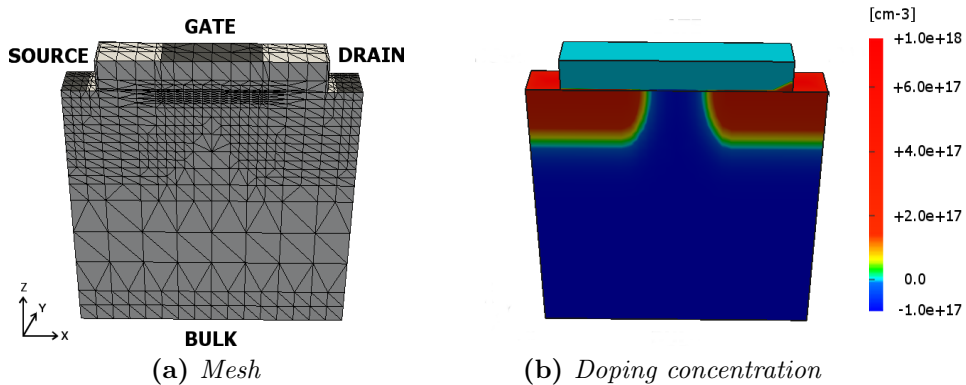 GATE
SOURCE
DRAIN
BULK
Z
Y
X
(a) Mesh
[cm-3]
+1.0e+18
+6.0e+17
+4.0e+17
+2.0e+17
0.0
-1.0e+17
(b) Doping concentration